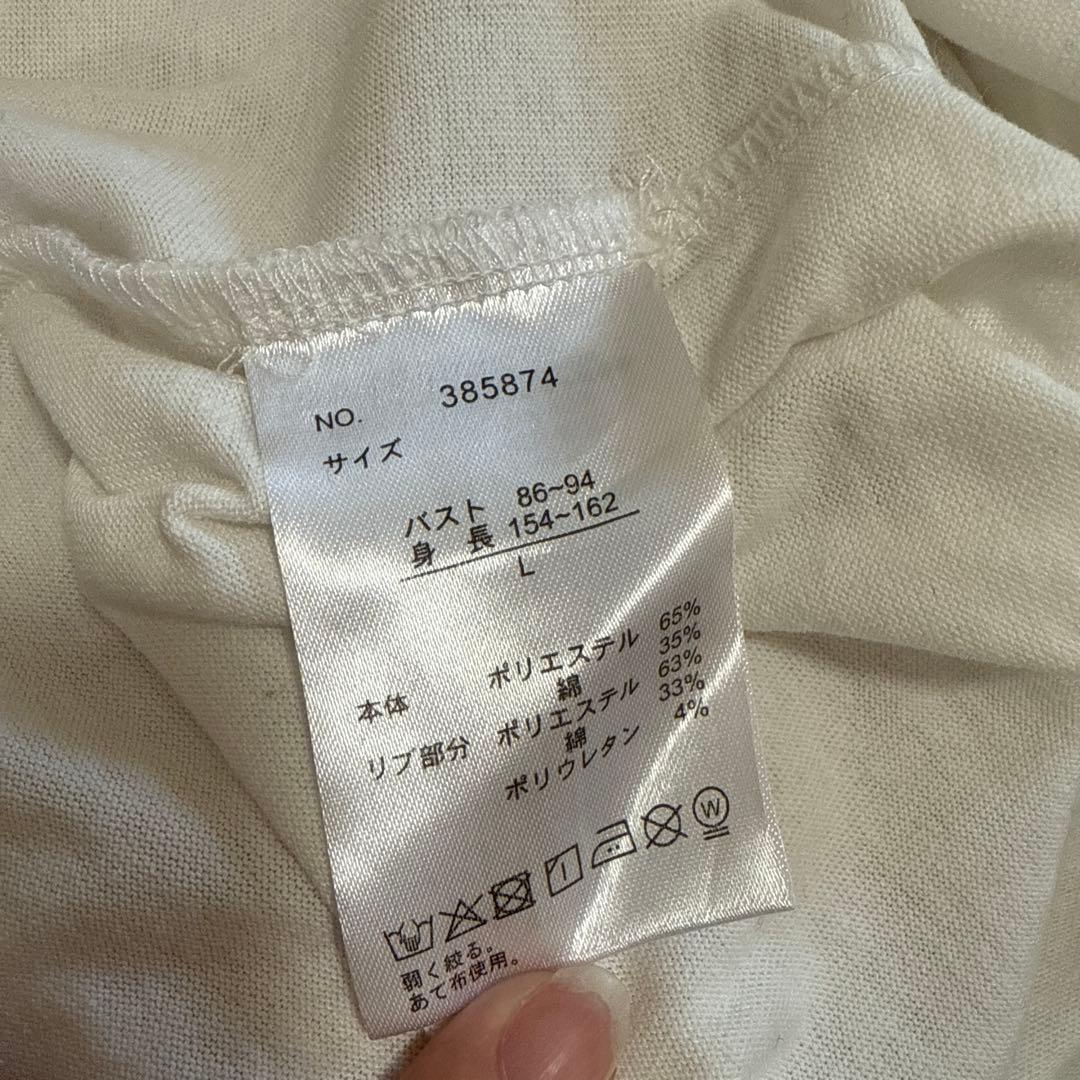 NO. 385874
サイズ
バスト 86~94
身 長 154~162
L
本体 ポリエステル 65%
綿 35%
リブ部分 ポリエステル 63%
綿 33%
ポリウレタン 4%
W
弱く絞る。
あて布使用。